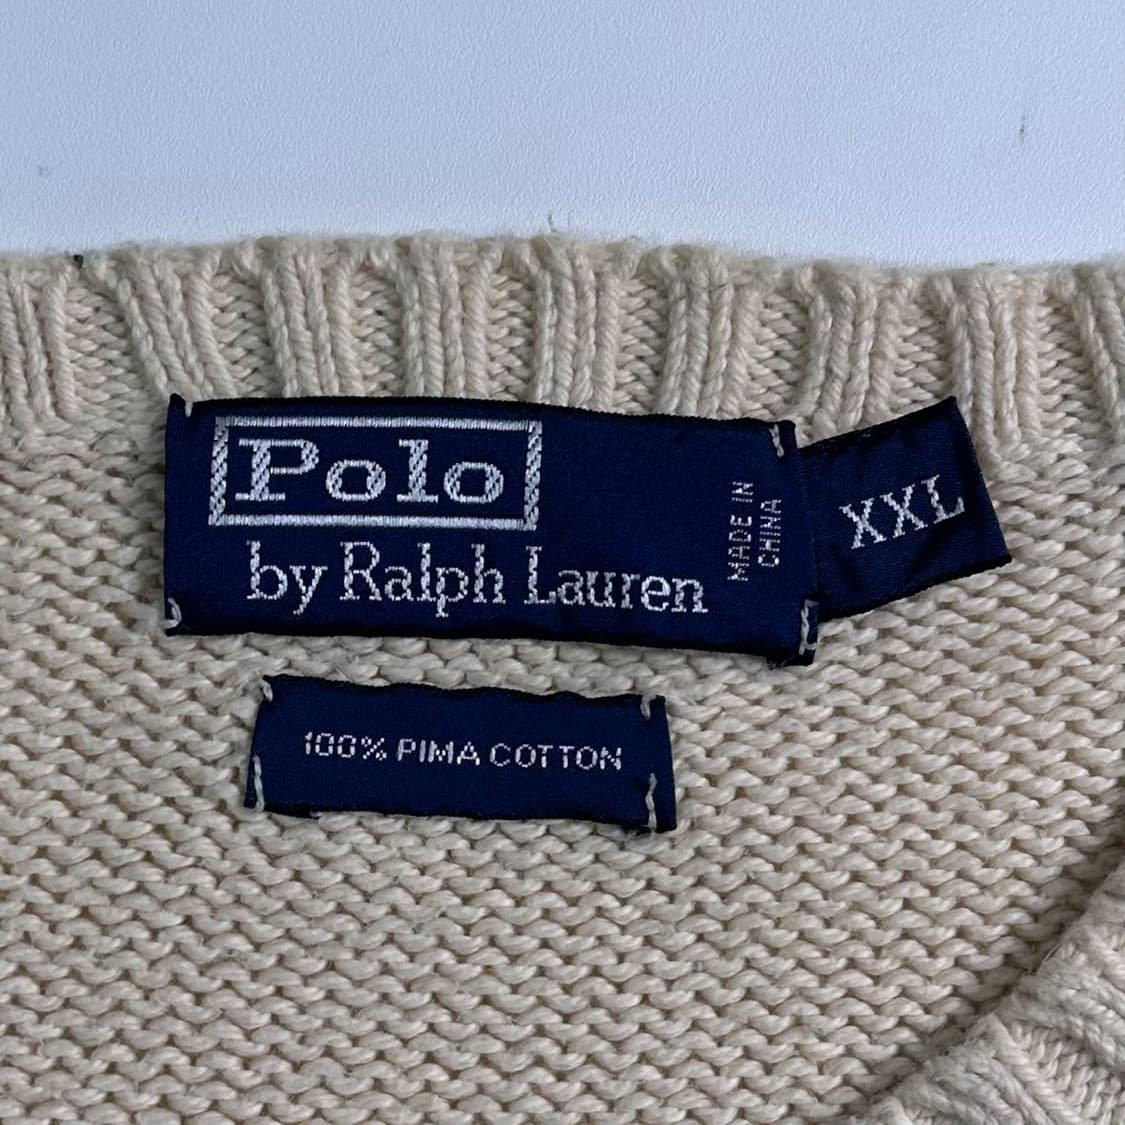 Polo
by Ralph Lauren
MADE IN
CHINA
XXL
100% PIMA COTTON